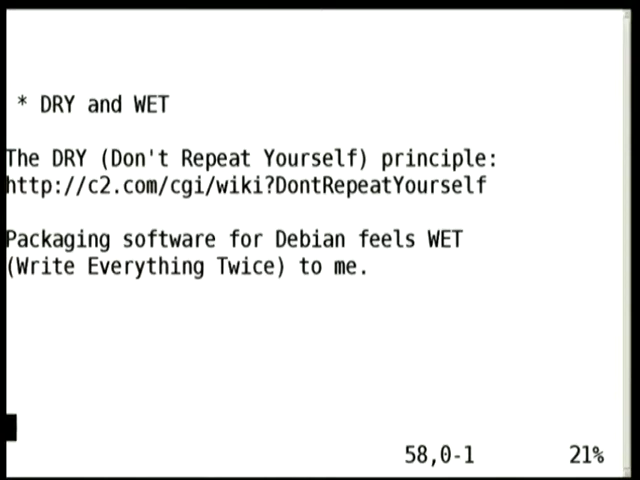 * DRY and WET
The DRY (Don't Repeat Yourself) principle:
http://c2.com/cgi/wiki?DontRepeatYourself
Packaging software for Debian feels WET
(Write Everything Twice) to me.
58,0-1 21%